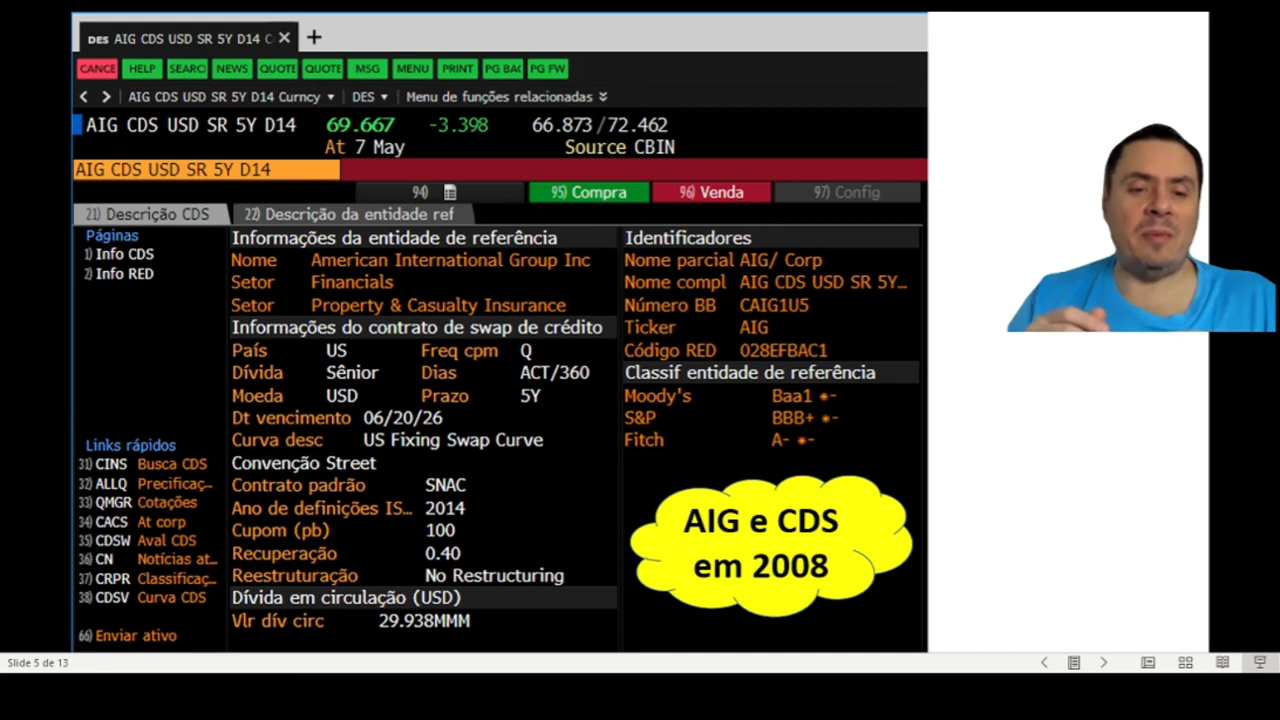 DES AIG CDS USD SR 5Y D14 C
CANCE HELP SEARC NEWS QUOTE QUOTE MSG MENU PRINT PG BAC PG FW
AIG CDS USD SR 5Y D14 Curncy DES Menu de funções relacionadas
AIG CDS USD SR 5Y D14 69.667 -3.398 66.873/72.462
At 7 May Source CBIN
AIG CDS USD SR 5Y D14
94) 95) Compra 96) Venda 97) Config
21) Descrição CDS 22) Descrição da entidade ref
Páginas
1) Info CDS
2) Info RED
Links rápidos
31) CINS Busca CDS
32) ALLQ Precificaç...
33) QMGR Cotações
34) CACS At corp
35) CDSW Aval CDS
36) CN Notícias at...
37) CRPR Classificaç...
38) CDSV Curva CDS
66) Enviar ativo
Informações da entidade de referência
Nome American International Group Inc
Setor Financials
Setor Property & Casualty Insurance
Informações do contrato de swap de crédito
País US Freq cpm Q
Dívida Sênior Dias ACT/360
Moeda USD Prazo 5Y
Dt vencimento 06/20/26
Curva desc US Fixing Swap Curve
Convenção Street
Contrato padrão SNAC
Ano de definições IS... 2014
Cupom (pb) 100
Recuperação 0.40
Reestruturação No Restructuring
Dívida em circulação (USD)
Vlr dív circ 29.938MMM
Identificadores
Nome parcial AIG/ Corp
Nome compl AIG CDS USD SR 5Y...
Número BB CAIG1U5
Ticker AIG
Código RED 028EFBAC1
Classif entidade de referência
Moody's Baa1 *-
S&P BBB+ *-
Fitch A- *-
AIG e CDS
em 2008
Slide 5 de 13